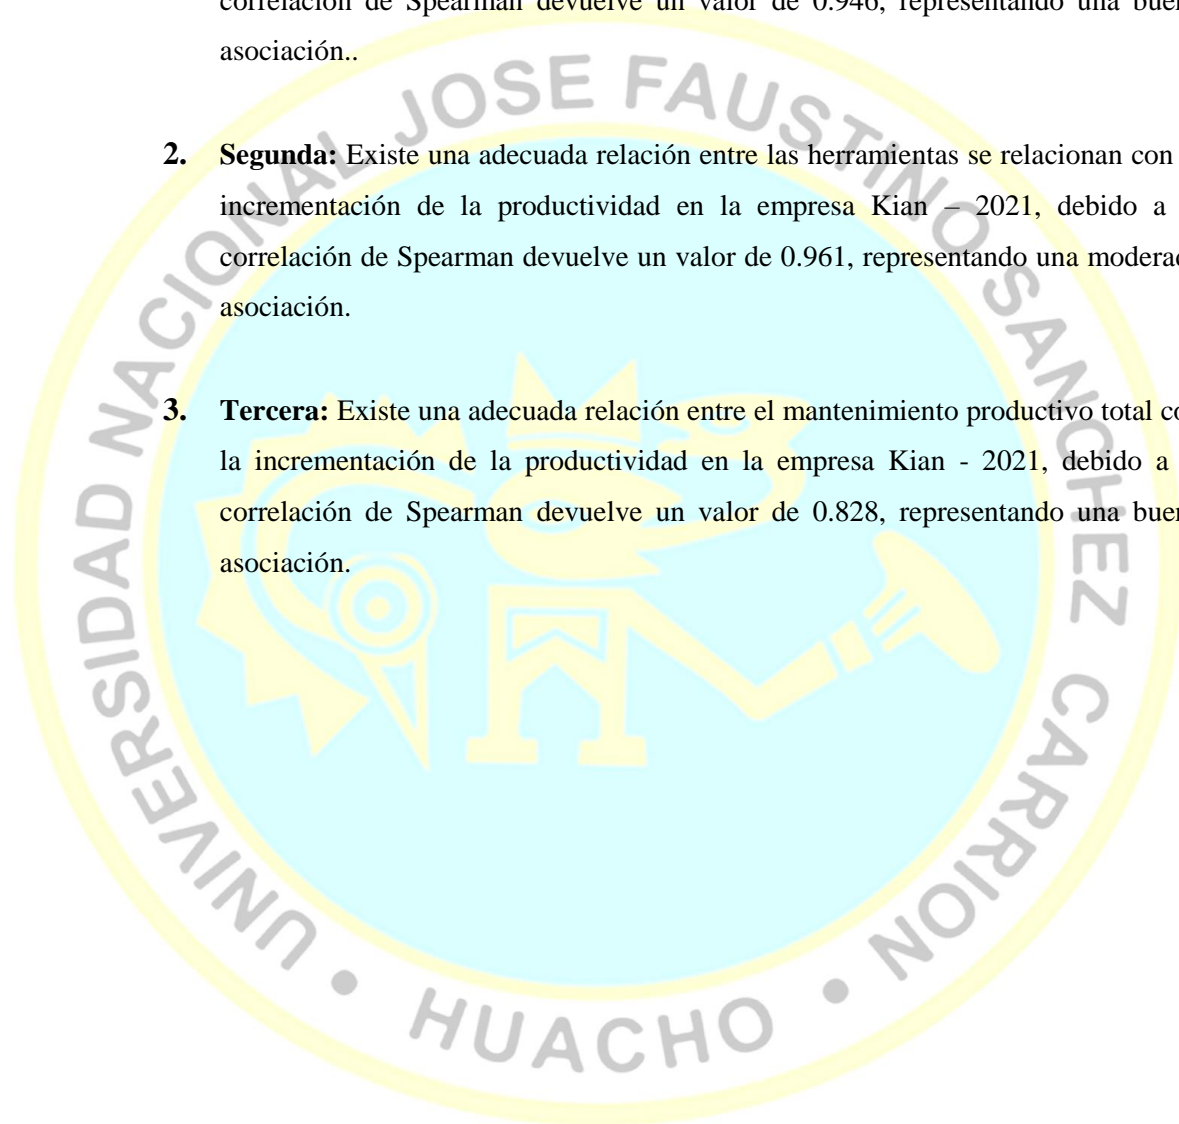 correlación de Spearman devuelve un valor de 0.946, representando una
asociación..
2. Segunda: Existe una adecuada relación entre las herramientas se relacionan con
incrementación de la productividad en la empresa Kian – 2021, debido a
correlación de Spearman devuelve un valor de 0.961, representando una
asociación.
3. Tercera: Existe una adecuada relación entre el mantenimiento productivo total
la incrementación de la productividad en la empresa Kian - 2021, debido a
correlación de Spearman devuelve un valor de 0.828, representando una
asociación.
UNIVERSIDAD NACIONAL JOSE FAUSTINO SANCHEZ CARRION
• HUACHO •